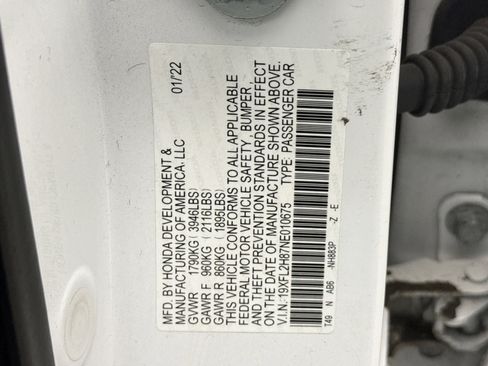 MFD. BY HONDA DEVELOPMENT & 01/22
MANUFACTURING OF AMERICA, LLC
GVWR 1790KG (3946LBS)
GAWR F 960KG (2116LBS)
GAWR R 860KG (1895LBS)
THIS VEHICLE CONFORMS TO ALL APPLICABLE
FEDERAL MOTOR VEHICLE SAFETY, BUMPER,
AND THEFT PREVENTION STANDARDS IN EFFECT
ON THE DATE OF MANUFACTURE SHOWN ABOVE.
V.I.N.:19XFL2H87NE010675 TYPE: PASSENGER CAR
T49 N AB6 -NH883P -Z -E